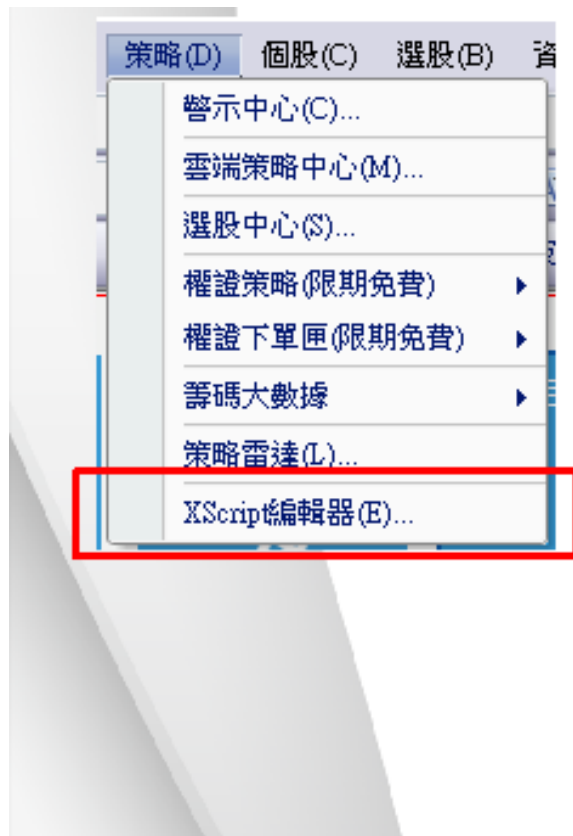 策略(D) 個股(C) 選股(B)
警示中心(C)...
雲端策略中心(M)...
選股中心(S)...
權證策略(限期免費)
權證下單匣(限期免費)
籌碼大數據
策略雷達(L)...
XScript編輯器(E)...